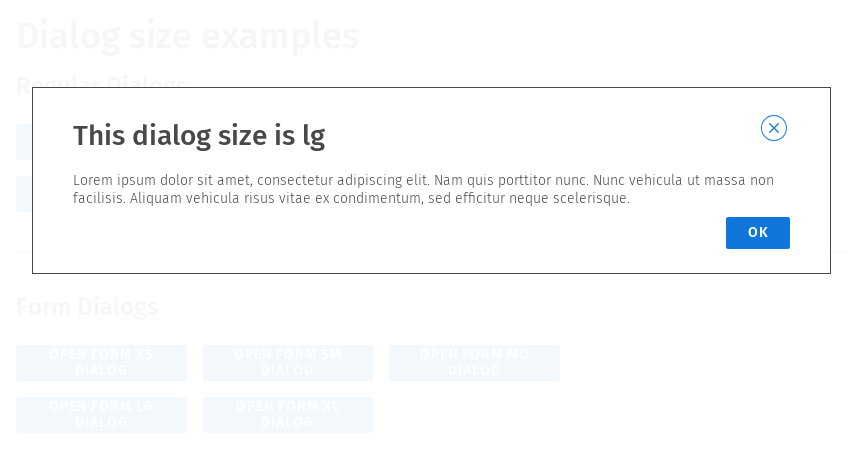 Dialog size examples
Regular Dialogs
This dialog size is lg
Lorem ipsum dolor sit amet, consectetur adipiscing elit. Nam quis porttitor nunc. Nunc vehicula ut massa non
facilisis. Aliquam vehicula risus vitae ex condimentum, sed efficitur neque scelerisque.
OK
Form Dialogs
OPEN FORM XS
DIALOG
OPEN FORM SM
DIALOG
OPEN FORM MD
DIALOG
OPEN FORM LG
DIALOG
OPEN FORM XL
DIALOG